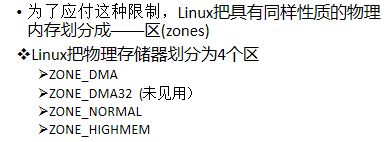 • 为了应付这种限制，Linux把具有同样性质的物理
内存划分成——区(zones)
❖Linux把物理存储器划分为4个区
➢ZONE_DMA
➢ZONE_DMA32 (未见用）
➢ZONE_NORMAL
➢ZONE_HIGHMEM